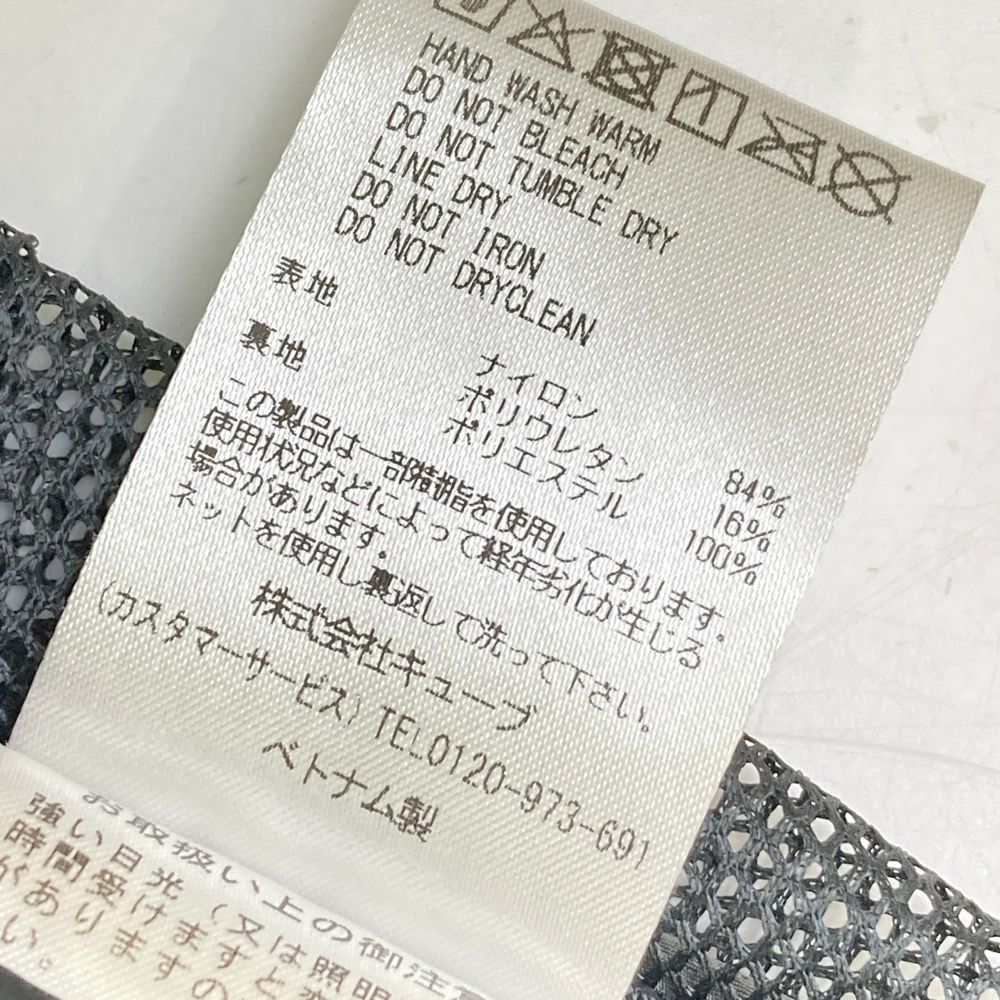 HAND WASH WARM
DO NOT BLEACH
DO NOT TUMBLE DRY
LINE DRY
DO NOT IRON
DO NOT DRYCLEAN
表地
ナイロン 84%
ポリウレタン 16%
裏地
ポリエステル 100%
この製品は一部樹脂を使用しております。
使用状況などによって経年劣化が生じる
場合があります。
ネットを使用し裏返して洗って下さい。
株式会社キューブ
(カスタマーサービス) TEL0120-973-691
ベトナム製
お取扱い上の御注
強い日光(又は照明
時間受けますと変
がありますの
い。